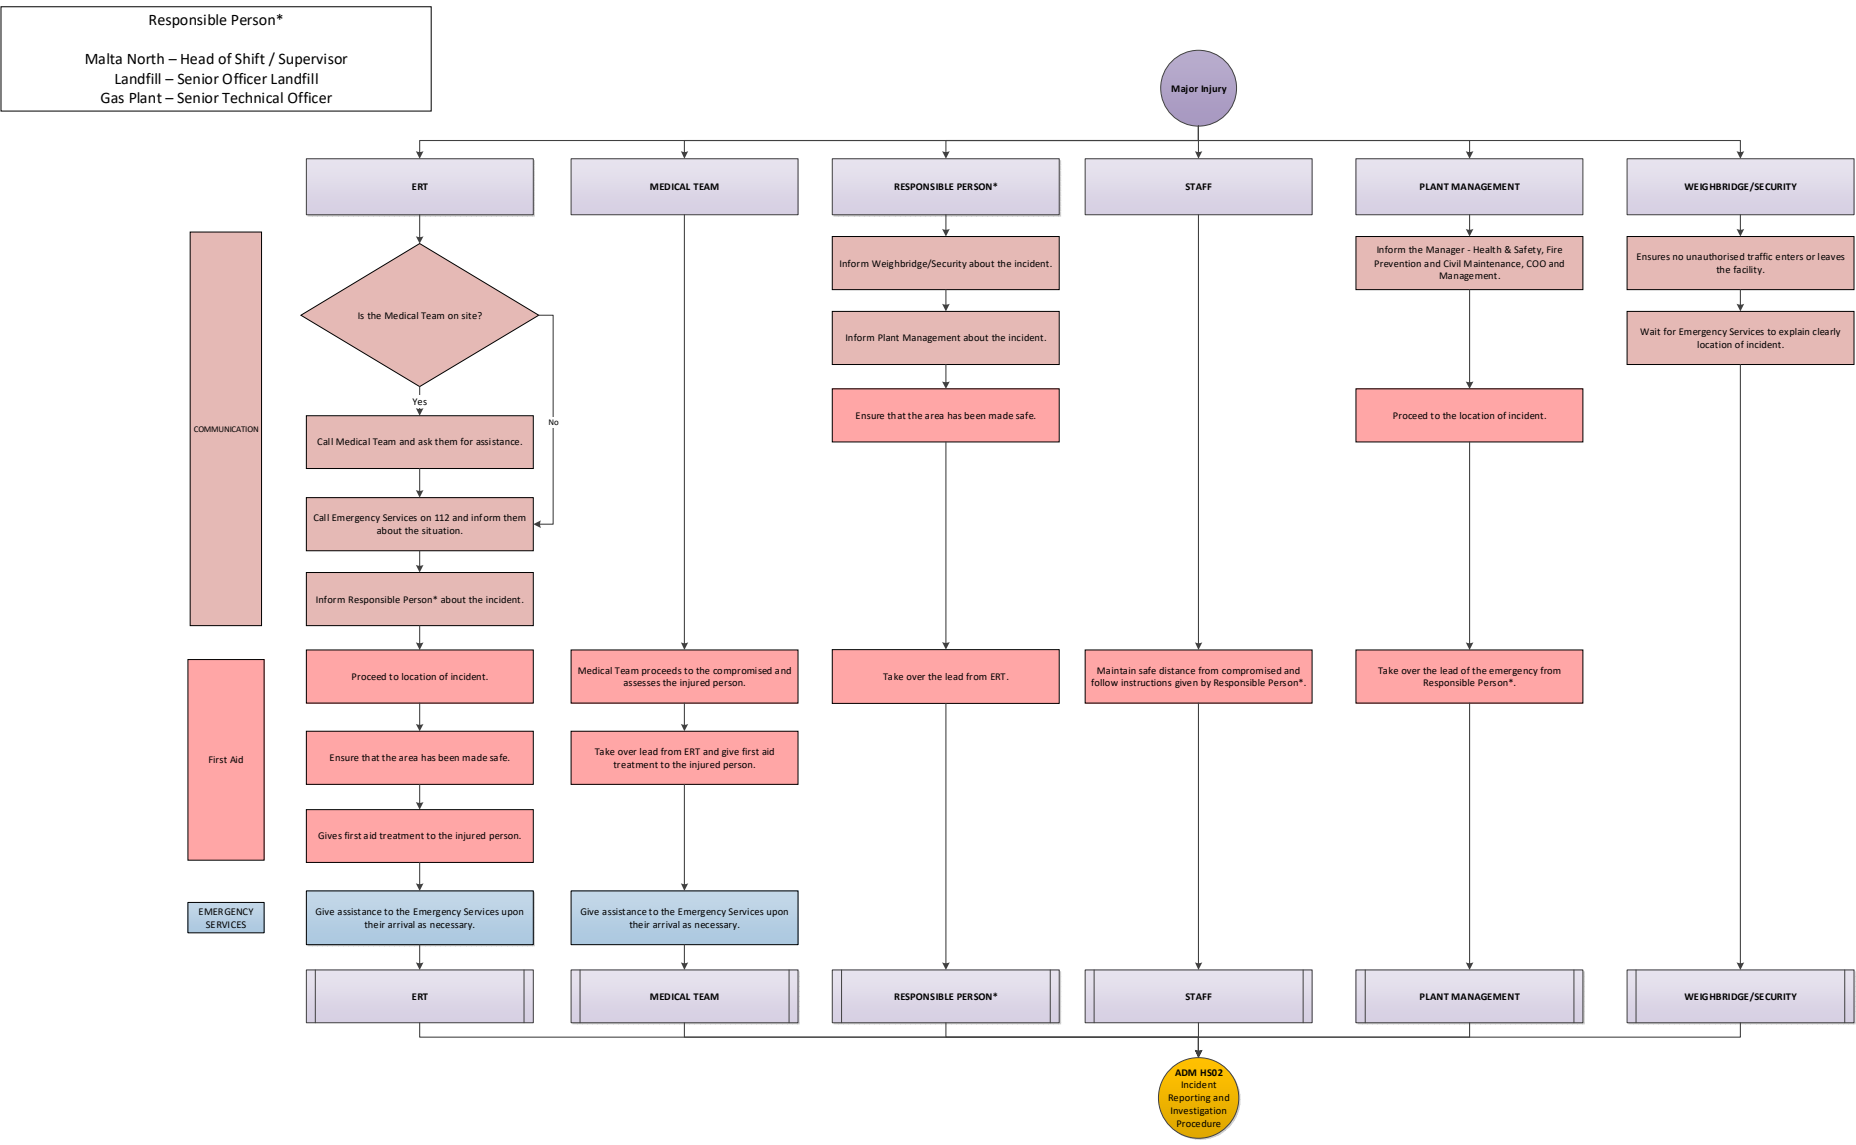 Responsible Person*
Malta North – Head of Shift / Supervisor
Landfill – Senior Officer Landfill
Gas Plant – Senior Technical Officer
Major Injury
ERT
MEDICAL TEAM
RESPONSIBLE PERSON*
STAFF
PLANT MANAGEMENT
WEIGHBRIDGE/SECURITY
COMMUNICATION
Is the Medical Team on site?
Yes
No
Call Medical Team and ask them for assistance.
Call Emergency Services on 112 and inform them
about the situation.
Inform Responsible Person* about the incident.
Inform Weighbridge/Security about the incident.
Inform Plant Management about the incident.
Ensure that the area has been made safe.
Inform the Manager - Health & Safety, Fire
Prevention and Civil Maintenance, COO and
Management.
Proceed to the location of incident.
Ensures no unauthorised traffic enters or leaves
the facility.
Wait for Emergency Services to explain clearly
location of incident.
First Aid
Proceed to location of incident.
Ensure that the area has been made safe.
Gives first aid treatment to the injured person.
Medical Team proceeds to the compromised and
assesses the injured person.
Take over lead from ERT and give first aid
treatment to the injured person.
Take over the lead from ERT.
Maintain safe distance from compromised and
follow instructions given by Responsible Person*.
Take over the lead of the emergency from
Responsible Person*.
EMERGENCY
SERVICES
Give assistance to the Emergency Services upon
their arrival as necessary.
Give assistance to the Emergency Services upon
their arrival as necessary.
ERT
MEDICAL TEAM
RESPONSIBLE PERSON*
STAFF
PLANT MANAGEMENT
WEIGHBRIDGE/SECURITY
ADM HS02
Incident
Reporting and
Investigation
Procedure